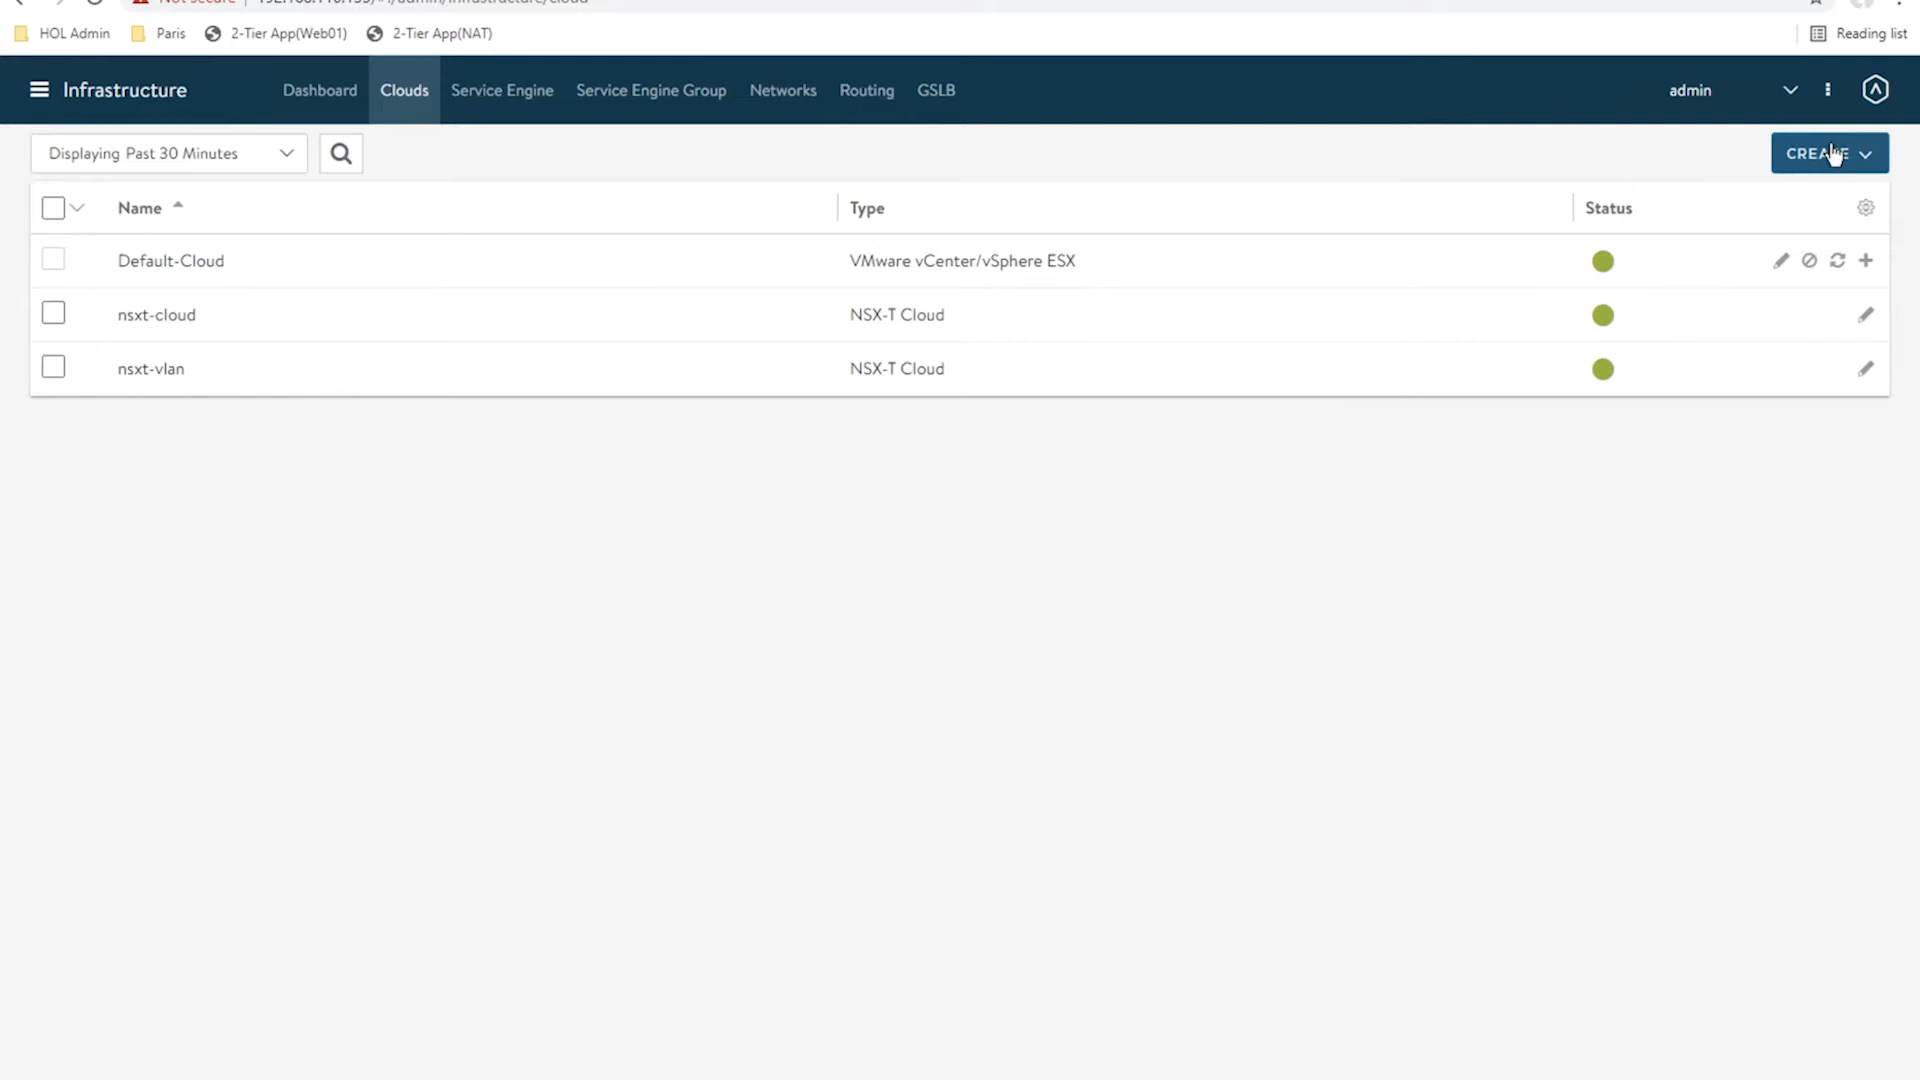 HOL Admin Paris 2-Tier App(Web01) 2-Tier App(NAT) Reading list
Infrastructure Dashboard Clouds Service Engine Service Engine Group Networks Routing GSLB admin
Displaying Past 30 Minutes CREATE
Name Type Status
Default-Cloud VMware vCenter/vSphere ESX
nsxt-cloud NSX-T Cloud
nsxt-vlan NSX-T Cloud